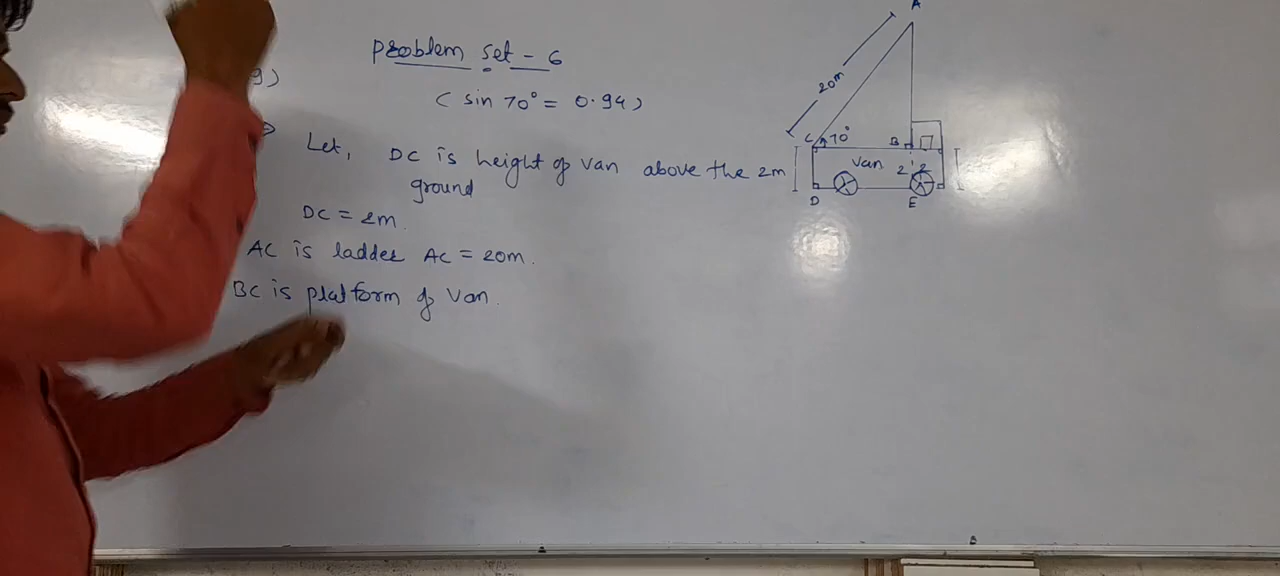 Problem set - 6
9)
( sin 70° = 0.94 )
Let, DC is height of van above the
ground
DC = 2m.
AC is ladder AC = 20m.
BC is platform of van.
A
20m
C 70° B
2m van 2
D E